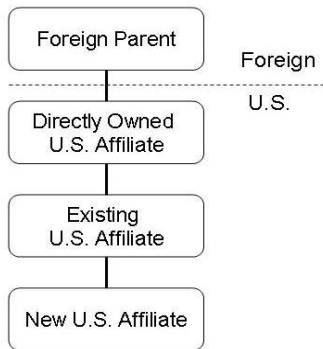 Foreign Parent
Foreign
U.S.
Directly Owned
U.S. Affiliate
Existing
U.S. Affiliate
New U.S. Affiliate